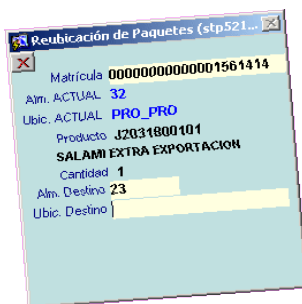 Reubicación de Paquetes (stp521...
Matrícula 00000000000001561414
Alm. ACTUAL 32
Ubic. ACTUAL PRO_PRO
Producto J2031800101
SALAMI EXTRA EXPORTACION
Cantidad 1
Alm. Destino 23
Ubic. Destino